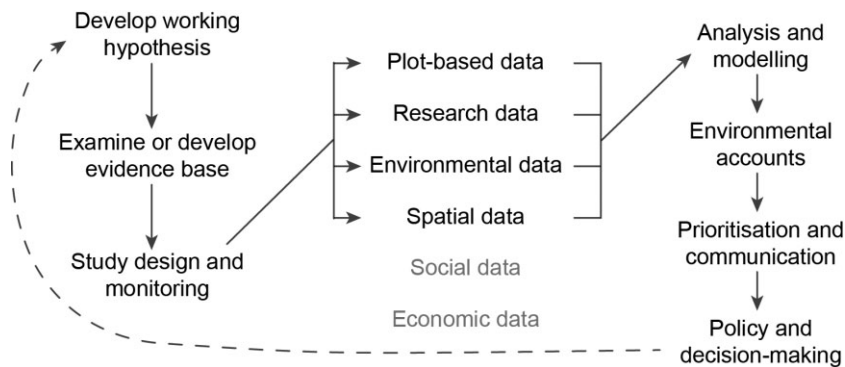 Develop working
hypothesis
Examine or develop
evidence base
Study design and
monitoring
Plot-based data
Research data
Environmental data
Spatial data
Social data
Economic data
Analysis and
modelling
Environmental
accounts
Prioritisation and
communication
Policy and
decision-making